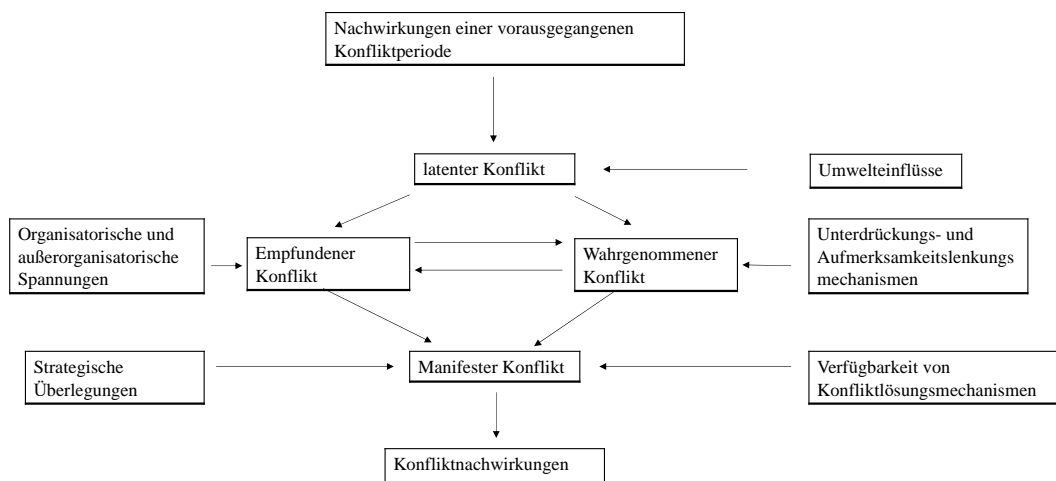 Nachwirkungen einer vorausgegangenen
Konfliktperiode
latenter Konflikt
Umwelteinflüsse
Organisatorische und
außerorganisatorische
Spannungen
Empfundener
Konflikt
Wahrgenommener
Konflikt
Unterdrückungs- und
Aufmerksamkeitslenkungs
mechanismen
Strategische
Überlegungen
Manifester Konflikt
Verfügbarkeit von
Konfliktlösungsmechanismen
Konfliktnachwirkungen